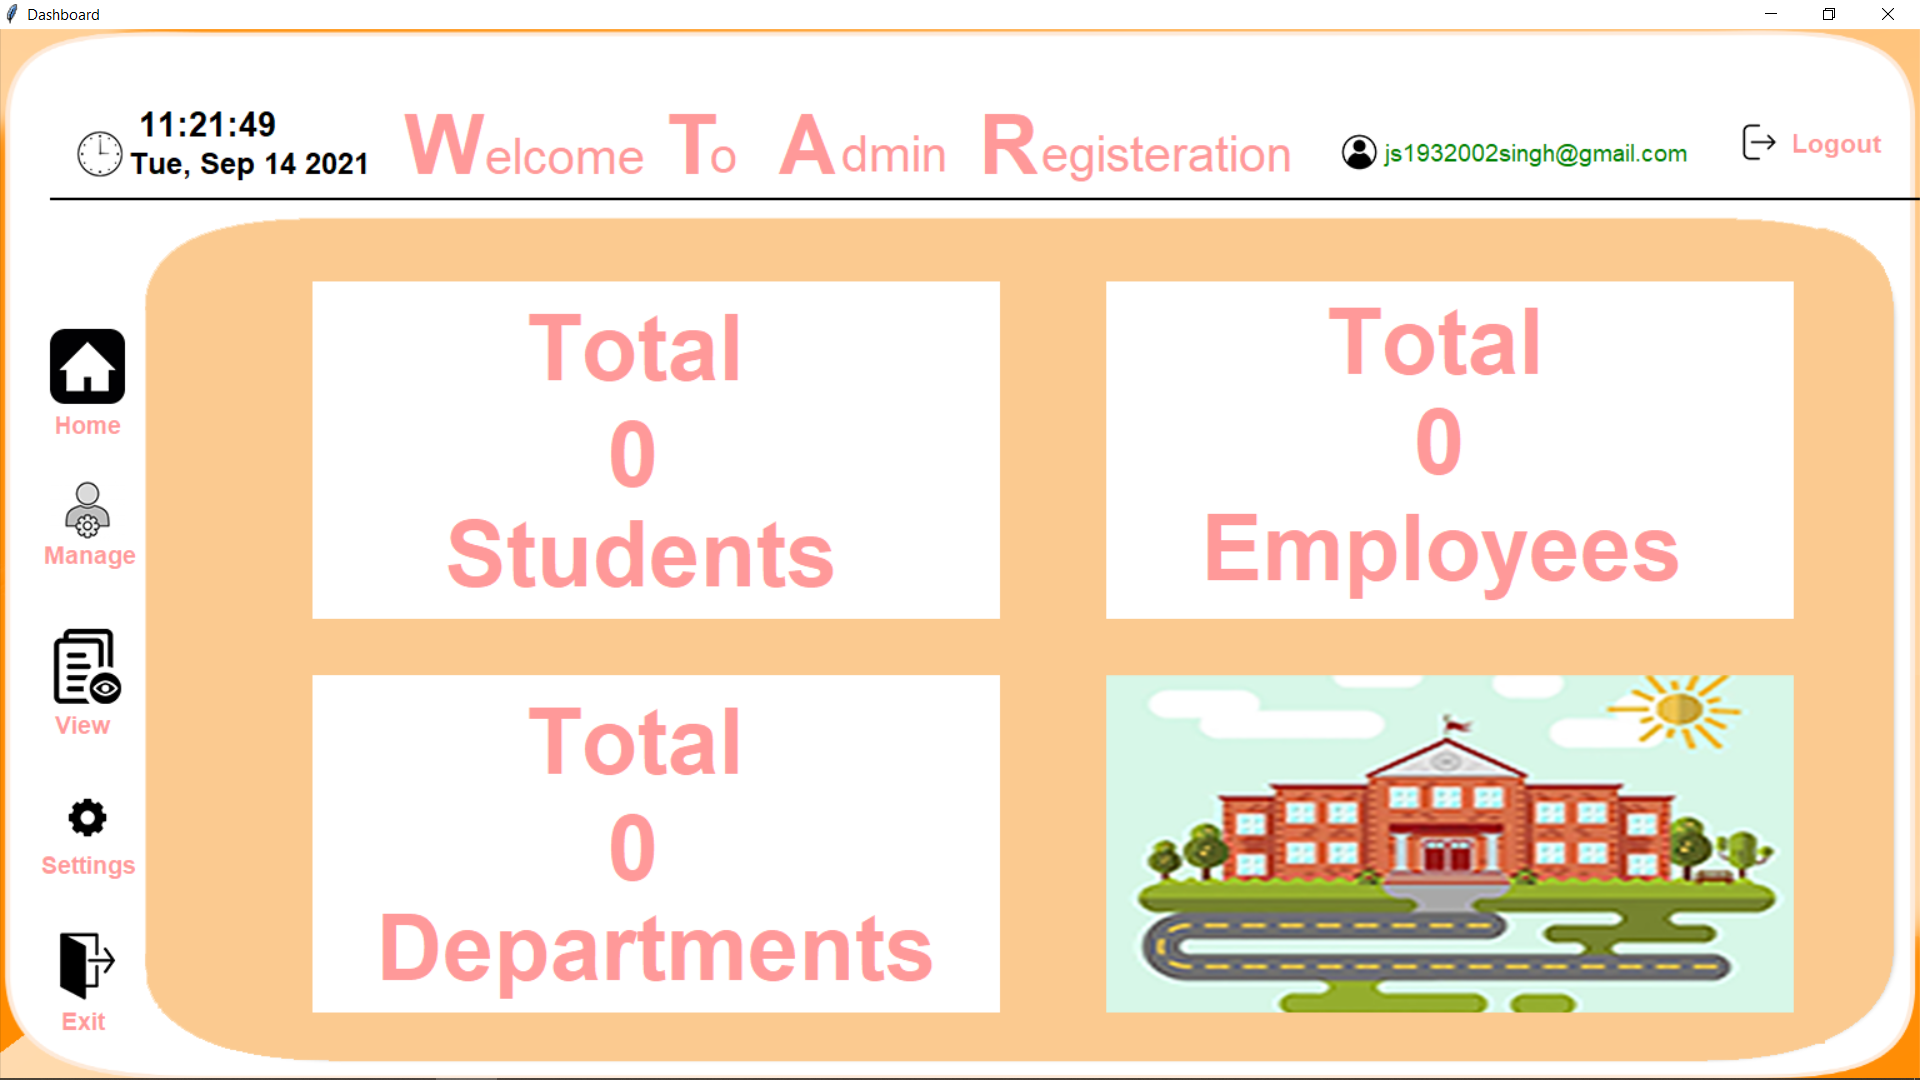 Dashboard
11:21:49
Tue, Sep 14 2021
Welcome To Admin Registeration
js1932002singh@gmail.com
Logout
Home
Manage
View
Settings
Exit
Total
0
Students
Total
0
Employees
Total
0
Departments